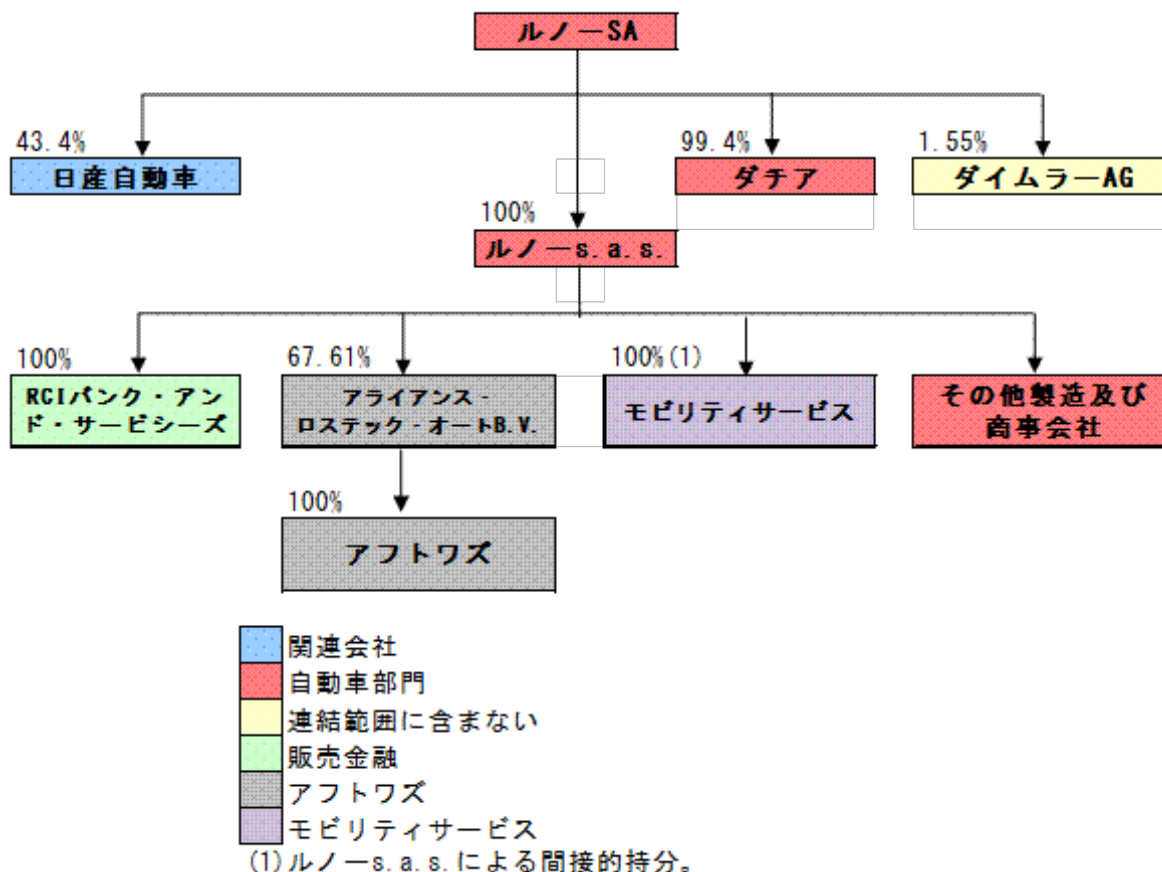 ルノーSA
43.4%
99.4%
1.55%
日産自動車
ダチア
ダイムラーAG
100%
ルノーs.a.s.
100%
67.61%
100%(1)
RCIバンク・アン
ド・サービシーズ
アライアンス-
ロステック-オートB.V.
モビリティサービス
その他製造及び
商事会社
100%
アフトワズ
関連会社
自動車部門
連結範囲に含まない
販売金融
アフトワズ
モビリティサービス
(1)ルノーs.a.s.による間接的持分。